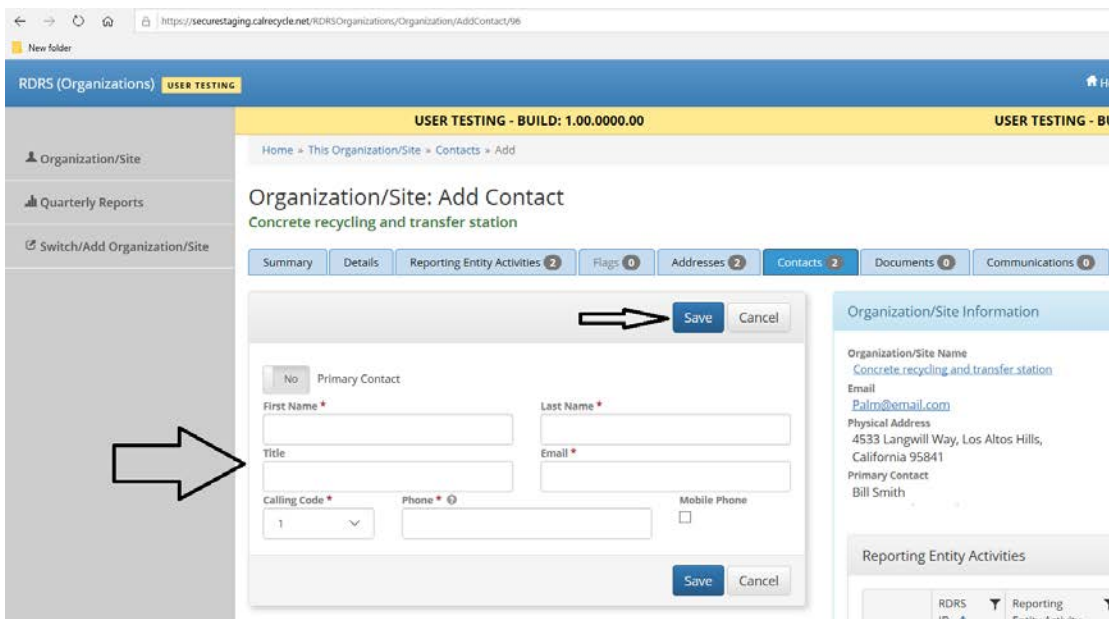 https://securestaging.calrecycle.net/RDRSOrganizations/Organization/AddContact/96
New folder
RDRS (Organizations) USER TESTING
USER TESTING - BUILD: 1.00.0000.00 USER TESTING - BU
Home » This Organization/Site » Contacts » Add
Organization/Site
Quarterly Reports
Switch/Add Organization/Site
Organization/Site: Add Contact
Concrete recycling and transfer station
Summary Details Reporting Entity Activities 2 Flags 0 Addresses 2 Contacts 2 Documents 0 Communications 0
Save Cancel
No Primary Contact
First Name * Last Name *
Title Email *
Calling Code * Phone * Mobile Phone
1
Save Cancel
Organization/Site Information
Organization/Site Name
Concrete recycling and transfer station
Email
Palm@email.com
Physical Address
4533 Langwill Way, Los Altos Hills,
California 95841
Primary Contact
Bill Smith
Reporting Entity Activities
RDRS Reporting